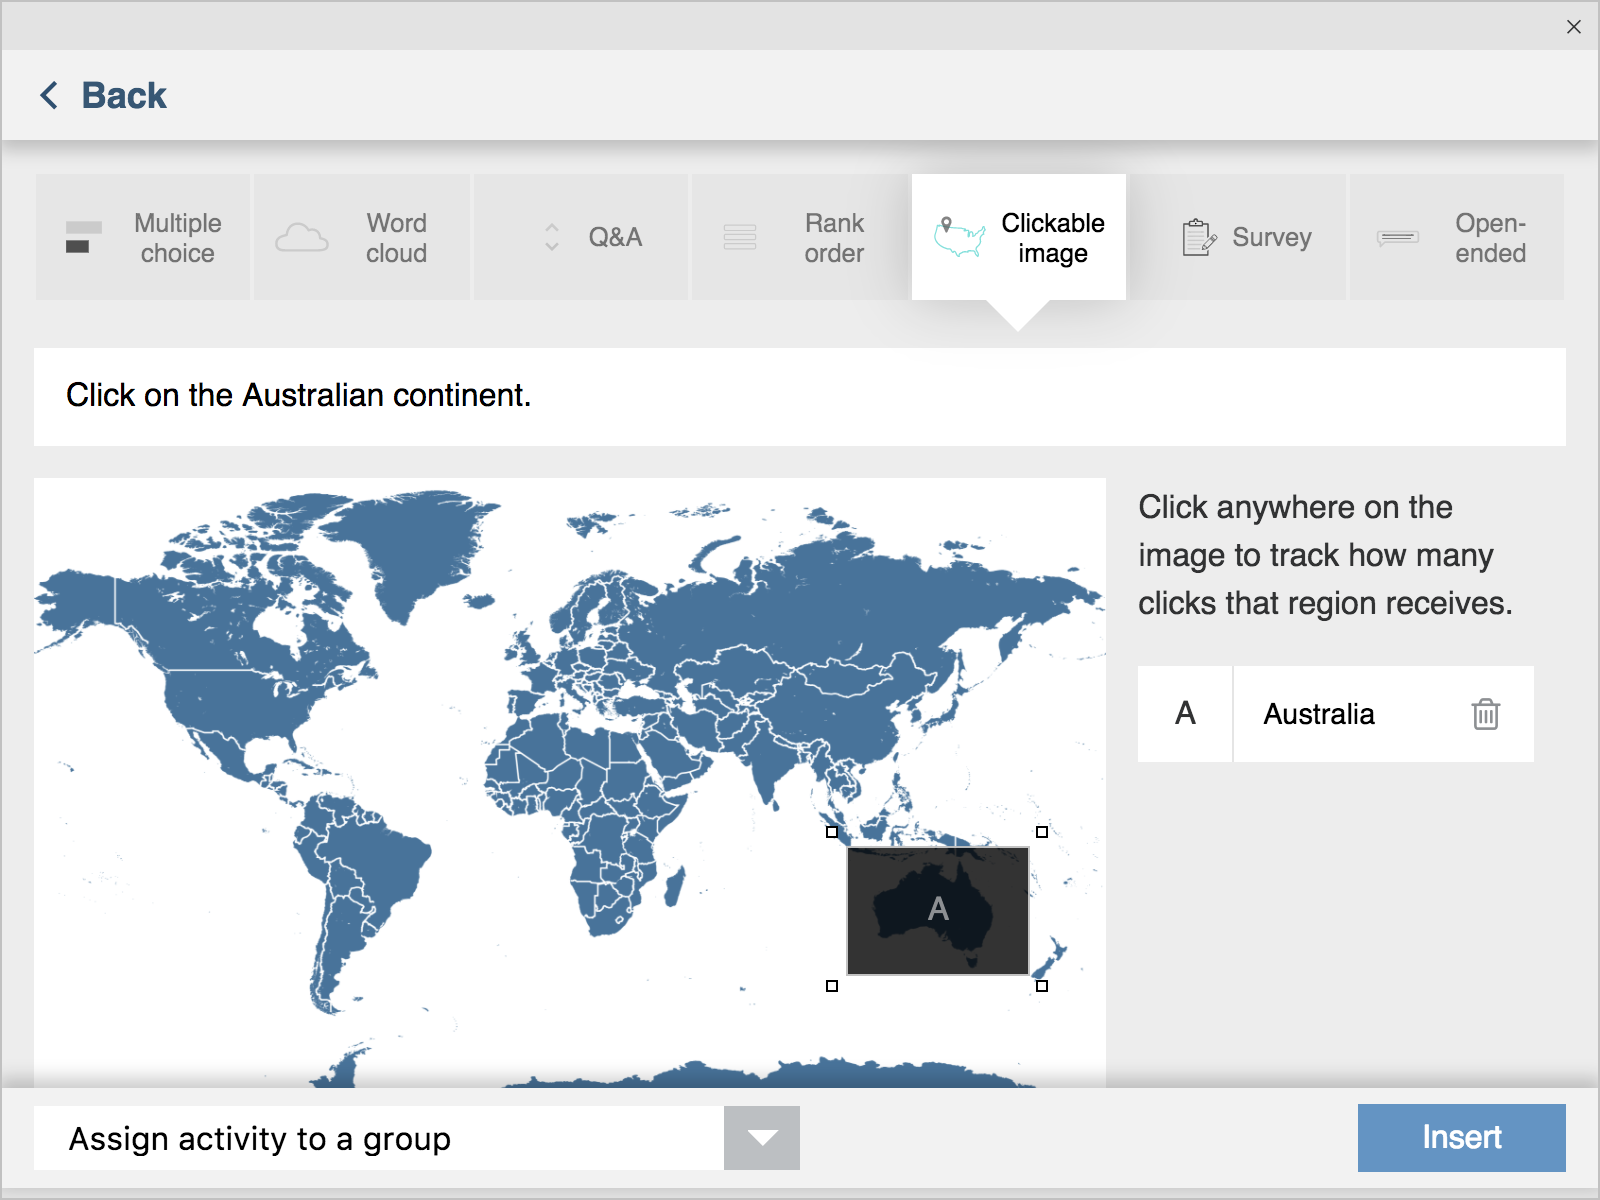 Back
Multiple
choice
Word
cloud
Q&A
Rank
order
Clickable
image
Survey
Open-
ended
Click on the Australian continent.
Click anywhere on the
image to track how many
clicks that region receives.
A
Australia
A
Assign activity to a group
Insert